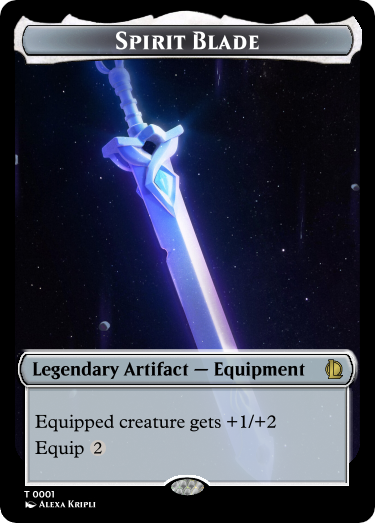 Spirit Blade
Legendary Artifact — Equipment
Equipped creature gets +1/+2
Equip 2
T 0001
Alexa Kripli